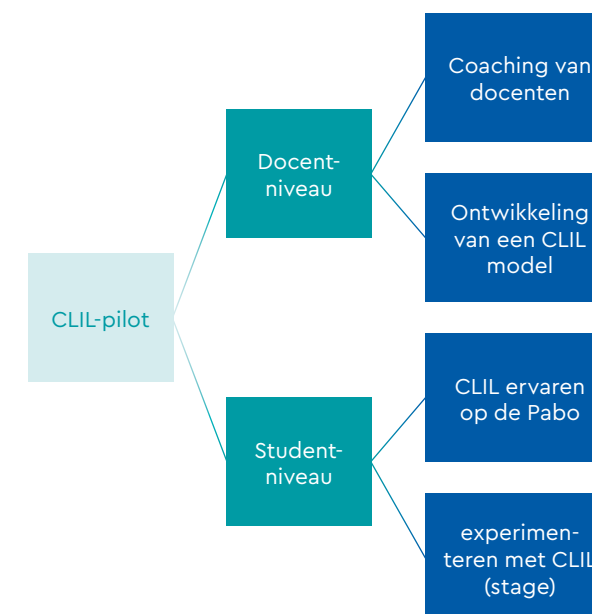 CLIL-pilot
Docent-
niveau
Coaching van
docenten
Ontwikkeling
van een CLIL
model
Student-
niveau
CLIL ervaren
op de Pabo
experimen-
teren met CLIL
(stage)